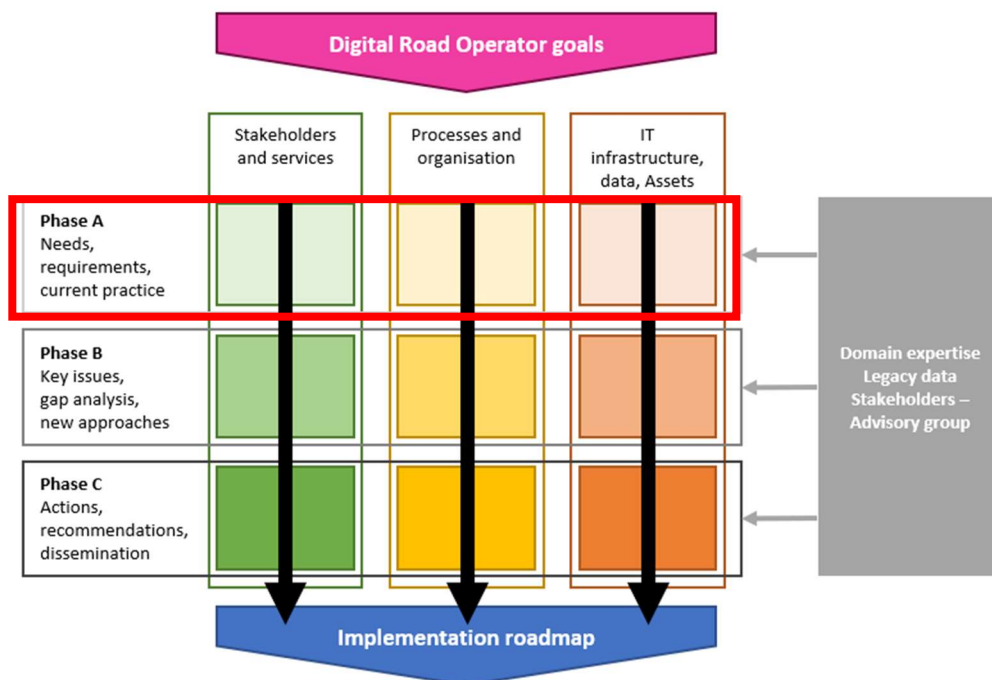 Digital Road Operator goals
Stakeholders
and services
Processes and
organisation
IT
infrastructure,
data, Assets
Phase A
Needs,
requirements,
current practice
Phase B
Key issues,
gap analysis,
new approaches
Phase C
Actions,
recommendations,
dissemination
Domain expertise
Legacy data
Stakeholders –
Advisory group
Implementation roadmap